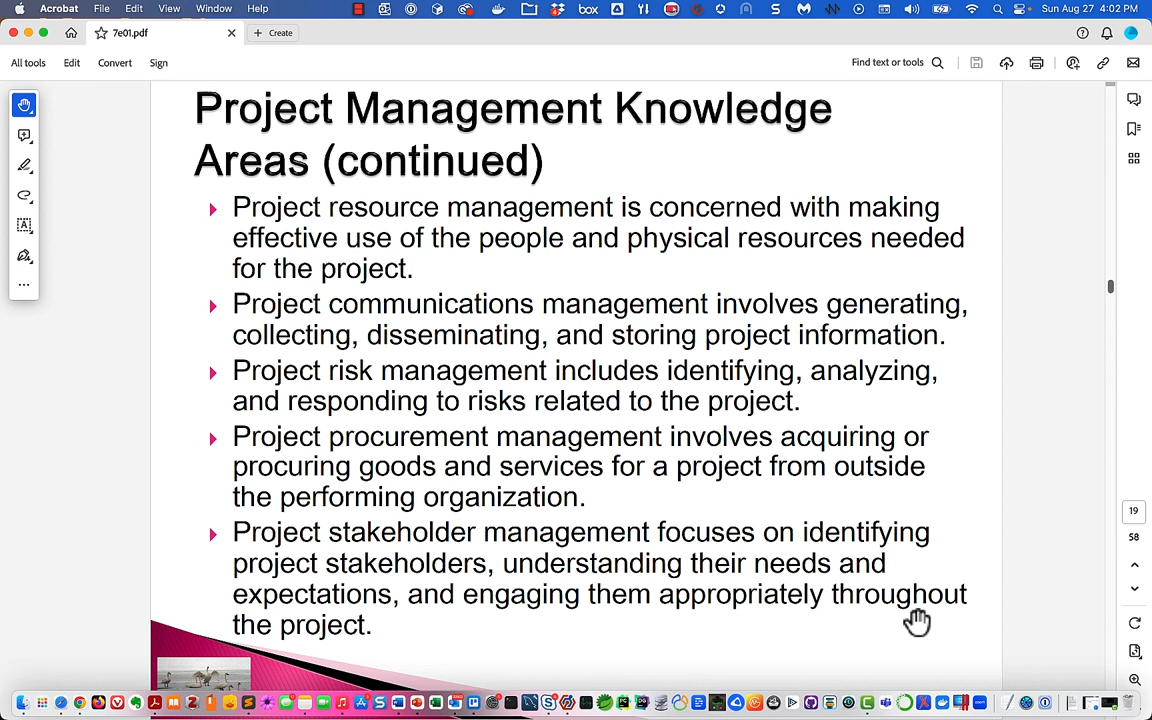 Acrobat File Edit View Window Help box Sun Aug 27 4:02 PM
7e01.pdf Create
All tools Edit Convert Sign Find text or tools
Project Management Knowledge
Areas (continued)
Project resource management is concerned with making
effective use of the people and physical resources needed
for the project.
Project communications management involves generating,
collecting, disseminating, and storing project information.
Project risk management includes identifying, analyzing,
and responding to risks related to the project.
Project procurement management involves acquiring or
procuring goods and services for a project from outside
the performing organization.
Project stakeholder management focuses on identifying
project stakeholders, understanding their needs and
expectations, and engaging them appropriately throughout
the project.
19
58